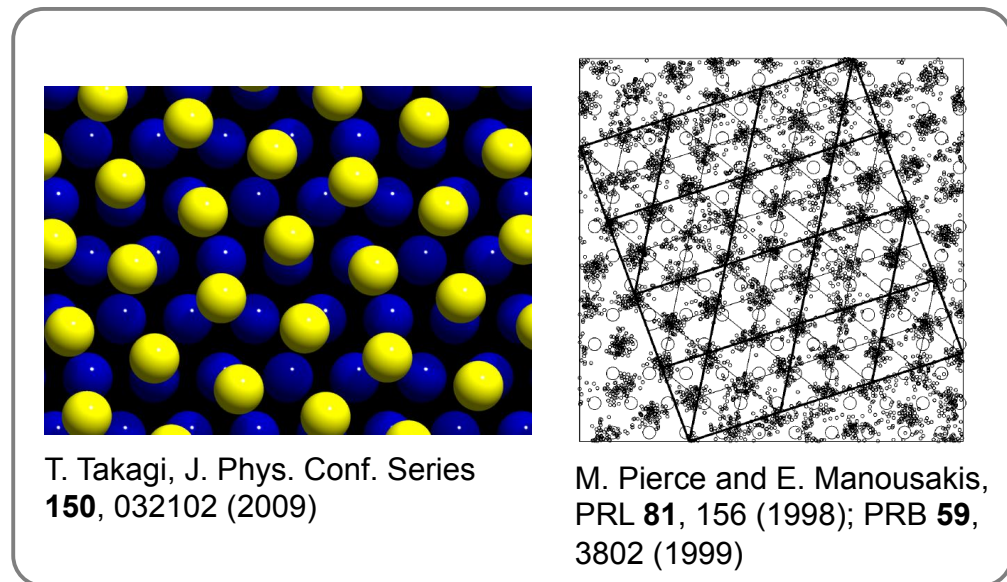 T. Takagi, J. Phys. Conf. Series
150, 032102 (2009)
M. Pierce and E. Manousakis,
PRL 81, 156 (1998); PRB 59,
3802 (1999)